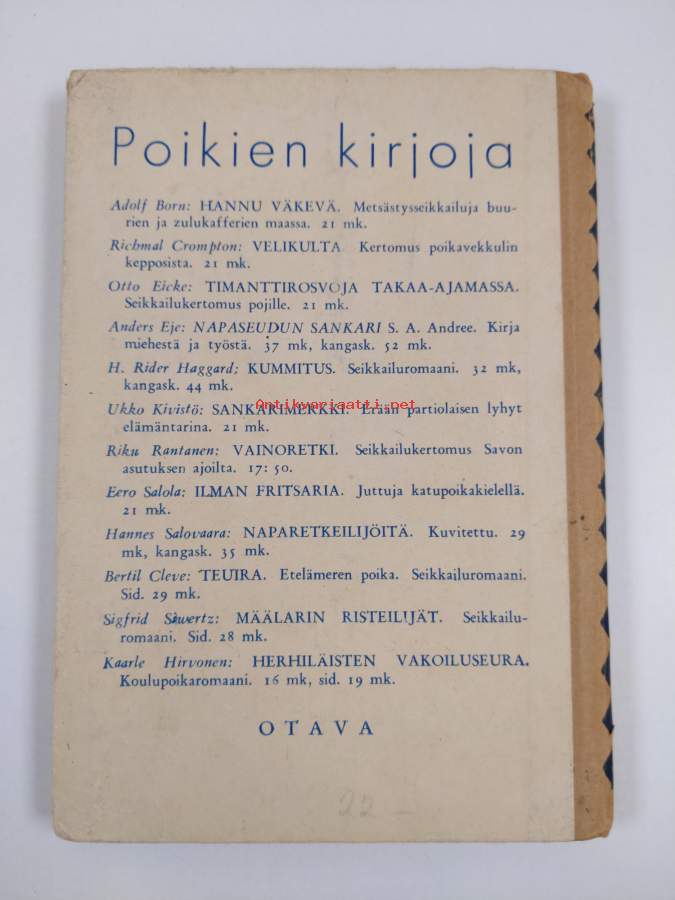 Poikien kirjoja
Adolf Born: HANNU VÄKEVÄ. Metsästysseikkailuja buu-
rien ja zulukafferien maassa. 21 mk.
Richmal Crompton: VELIKULTA. Kertomus poikavekkulin
kepposista. 21 mk.
Otto Eicke: TIMANTTIROSVOJA TAKAA-AJAMASSA.
Seikkailukertomus pojille. 21 mk.
Anders Eje: NAPASEUDUN SANKARI S. A. Andree. Kirja
miehestä ja työstä. 37 mk, kangask. 52 mk.
H. Rider Haggard; KUMMITUS. Seikkailuromaani. 32 mk,
kangask. 44 mk.
Antikvariaatti.net
Ukko Kivistö: SANKARIMERKKI. Erään partiolaisen lyhyt
elämäntarina. 21 mk.
Riku Rantanen: VAINORETKI. Seikkailukertomus Savon
asutuksen ajoilta. 17: 50.
Eero Salola: ILMAN FRITSARIA. Juttuja katupoikakielellä.
21 mk.
Hannes Salovaara: NAPARETKEILIJÖITÄ. Kuvitettu. 29
mk, kangask. 35 mk.
Bertil Cleve: TEUIRA. Etelämeren poika. Seikkailuromaani.
Sid. 29 mk.
Sigfrid Siwertz: MÄÄLARIN RISTEILIJÄT. Seikkailu-
romaani. Sid. 28 mk.
Kaarle Hirvonen: HERHILÄISTEN VAKOILUSEURA.
Koulupoikaromaani. 16 mk, sid. 19 mk.
OTAVA
22 —